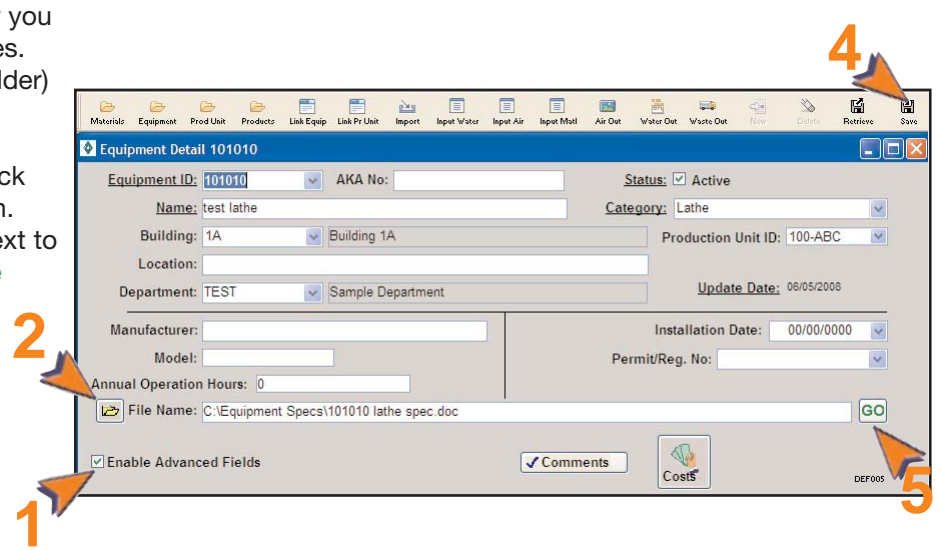 you
es.
lder)
ck
n.
ext to
4
Materials Equipment Prod Unit Products Link Equip Link Pr Unit Import Input Water Input Air Input Matl Air Out Water Out Waste Out New Delete Retrieve Save
Equipment Detail 101010
Equipment ID: 101010 AKA No: Status: Active
Name: test lathe Category: Lathe
Building: 1A Building 1A Production Unit ID: 100-ABC
Location:
Department: TEST Sample Department Update Date: 06/05/2008
2
Manufacturer: Installation Date: 00/00/0000
Model: Permit/Reg. No:
Annual Operation Hours: 0
File Name: C:\Equipment Specs\101010 lathe spec.doc GO
Enable Advanced Fields Comments Costs DEF005
1
5